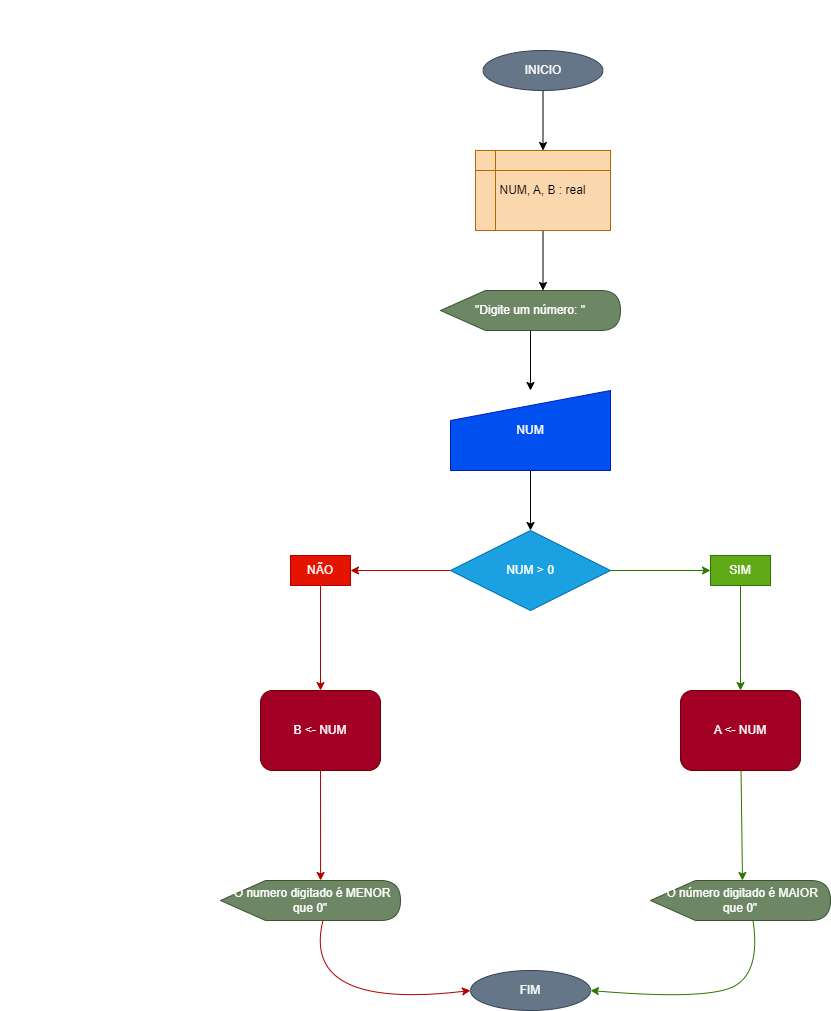 INICIO
NUM, A, B : real
"Digite um número: "
NUM
NÃO
NUM > 0
SIM
B <- NUM
A <- NUM
O numero digitado é MENOR
que 0"
O número digitado é MAIOR
que 0"
FIM